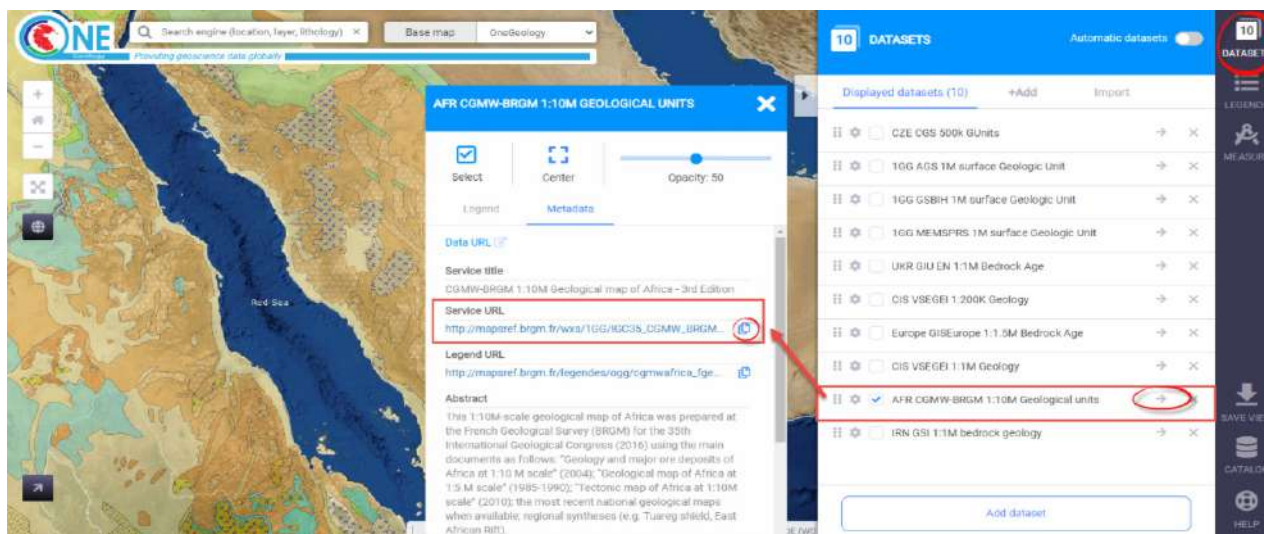 ONE
Search engine (location, layer, lithology) ×
Base map
OneGeology
Providing geoscience data globally
Red Sea
AFR CGMW-BRGM 1:10M GEOLOGICAL UNITS
Select
Center
Opacity: 50
Legend
Metadata
Data URL
Service title
CGMW-BRGM 1:10M Geological map of Africa - 3rd Edition
Service URL
http://mapsref.brgm.fr/wxs/1GG/IGC35_CGMW_BRGM...
Legend URL
http://mapsref.brgm.fr/legendes/ogg/cgmwafrica_fge...
Abstract
This 1:10M-scale geological map of Africa was prepared at
the French Geological Survey (BRGM) for the 35th
International Geological Congress (2016) using the main
documents as follows: "Geology and major ore deposits of
Africa at 1:10 M scale" (2004); "Geological map of Africa at
1:5 M scale" (1985-1990); "Tectonic map of Africa at 1:10M
scale" (2010); the most recent national geological maps
when available; regional syntheses (e.g. Tuareg shield, East
African Rift).
10 DATASETS
Automatic datasets
Displayed datasets (10)
+Add
Import
CZE CGS 500k GUnits
1GG AGS 1M surface Geologic Unit
1GG GSBIH 1M surface Geologic Unit
1GG MEMSPRS 1M surface Geologic Unit
UKR GIU EN 1:1M Bedrock Age
CIS VSEGEI 1:200K Geology
Europe GISEurope 1:1.5M Bedrock Age
CIS VSEGEI 1:1M Geology
AFR CGMW-BRGM 1:10M Geological units
IRN GSI 1:1M bedrock geology
Add dataset
10
DATASET
LEGEND
MEASUR
SAVE VIE
CATALO
HELP